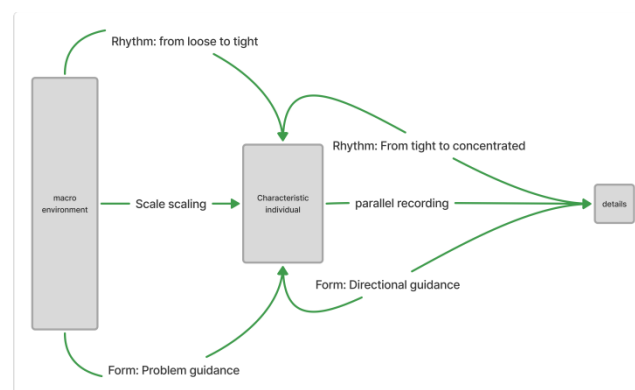 Rhythm: from loose to tight
Rhythm: From tight to concentrated
macro
environment
Scale scaling
Characteristic
individual
parallel recording
details
Form: Directional guidance
Form: Problem guidance